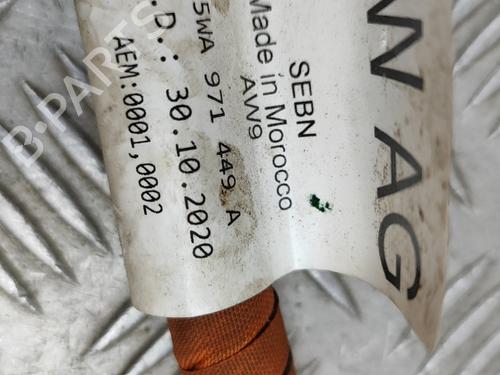 W AG
SEBN
AW9
Made in Morocco
5WA 971 449 A
.D.: 30.10.2020
AEM:0001,0002
B-PARTS